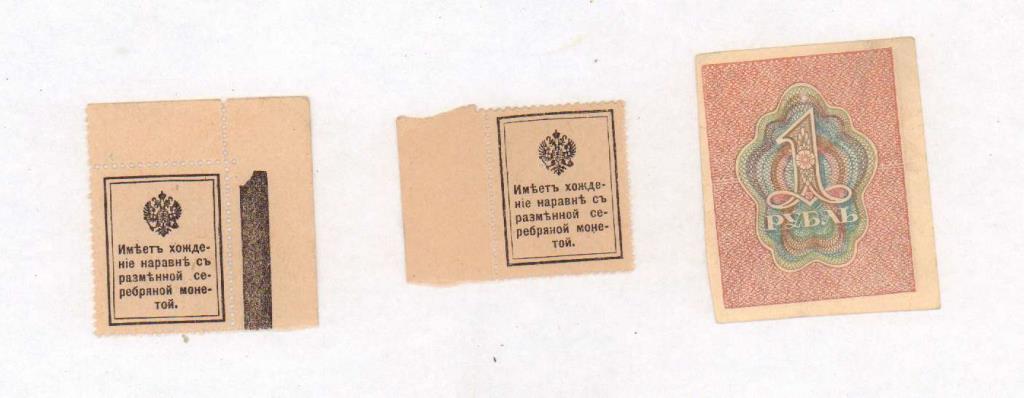 Имѣетъ хожде-
ніе наравнѣ съ
размѣнной се-
ребряной моне-
той.
Имѣетъ хожде-
ніе наравнѣ съ
размѣнной се-
ребряной моне-
той.
1
РУБЛЬ